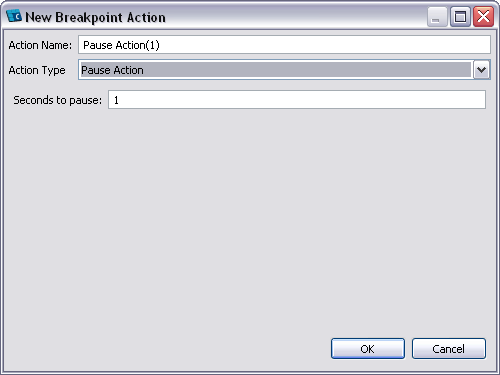 New Breakpoint Action
Action Name: Pause Action(1)
Action Type Pause Action
Seconds to pause: 1
OK Cancel